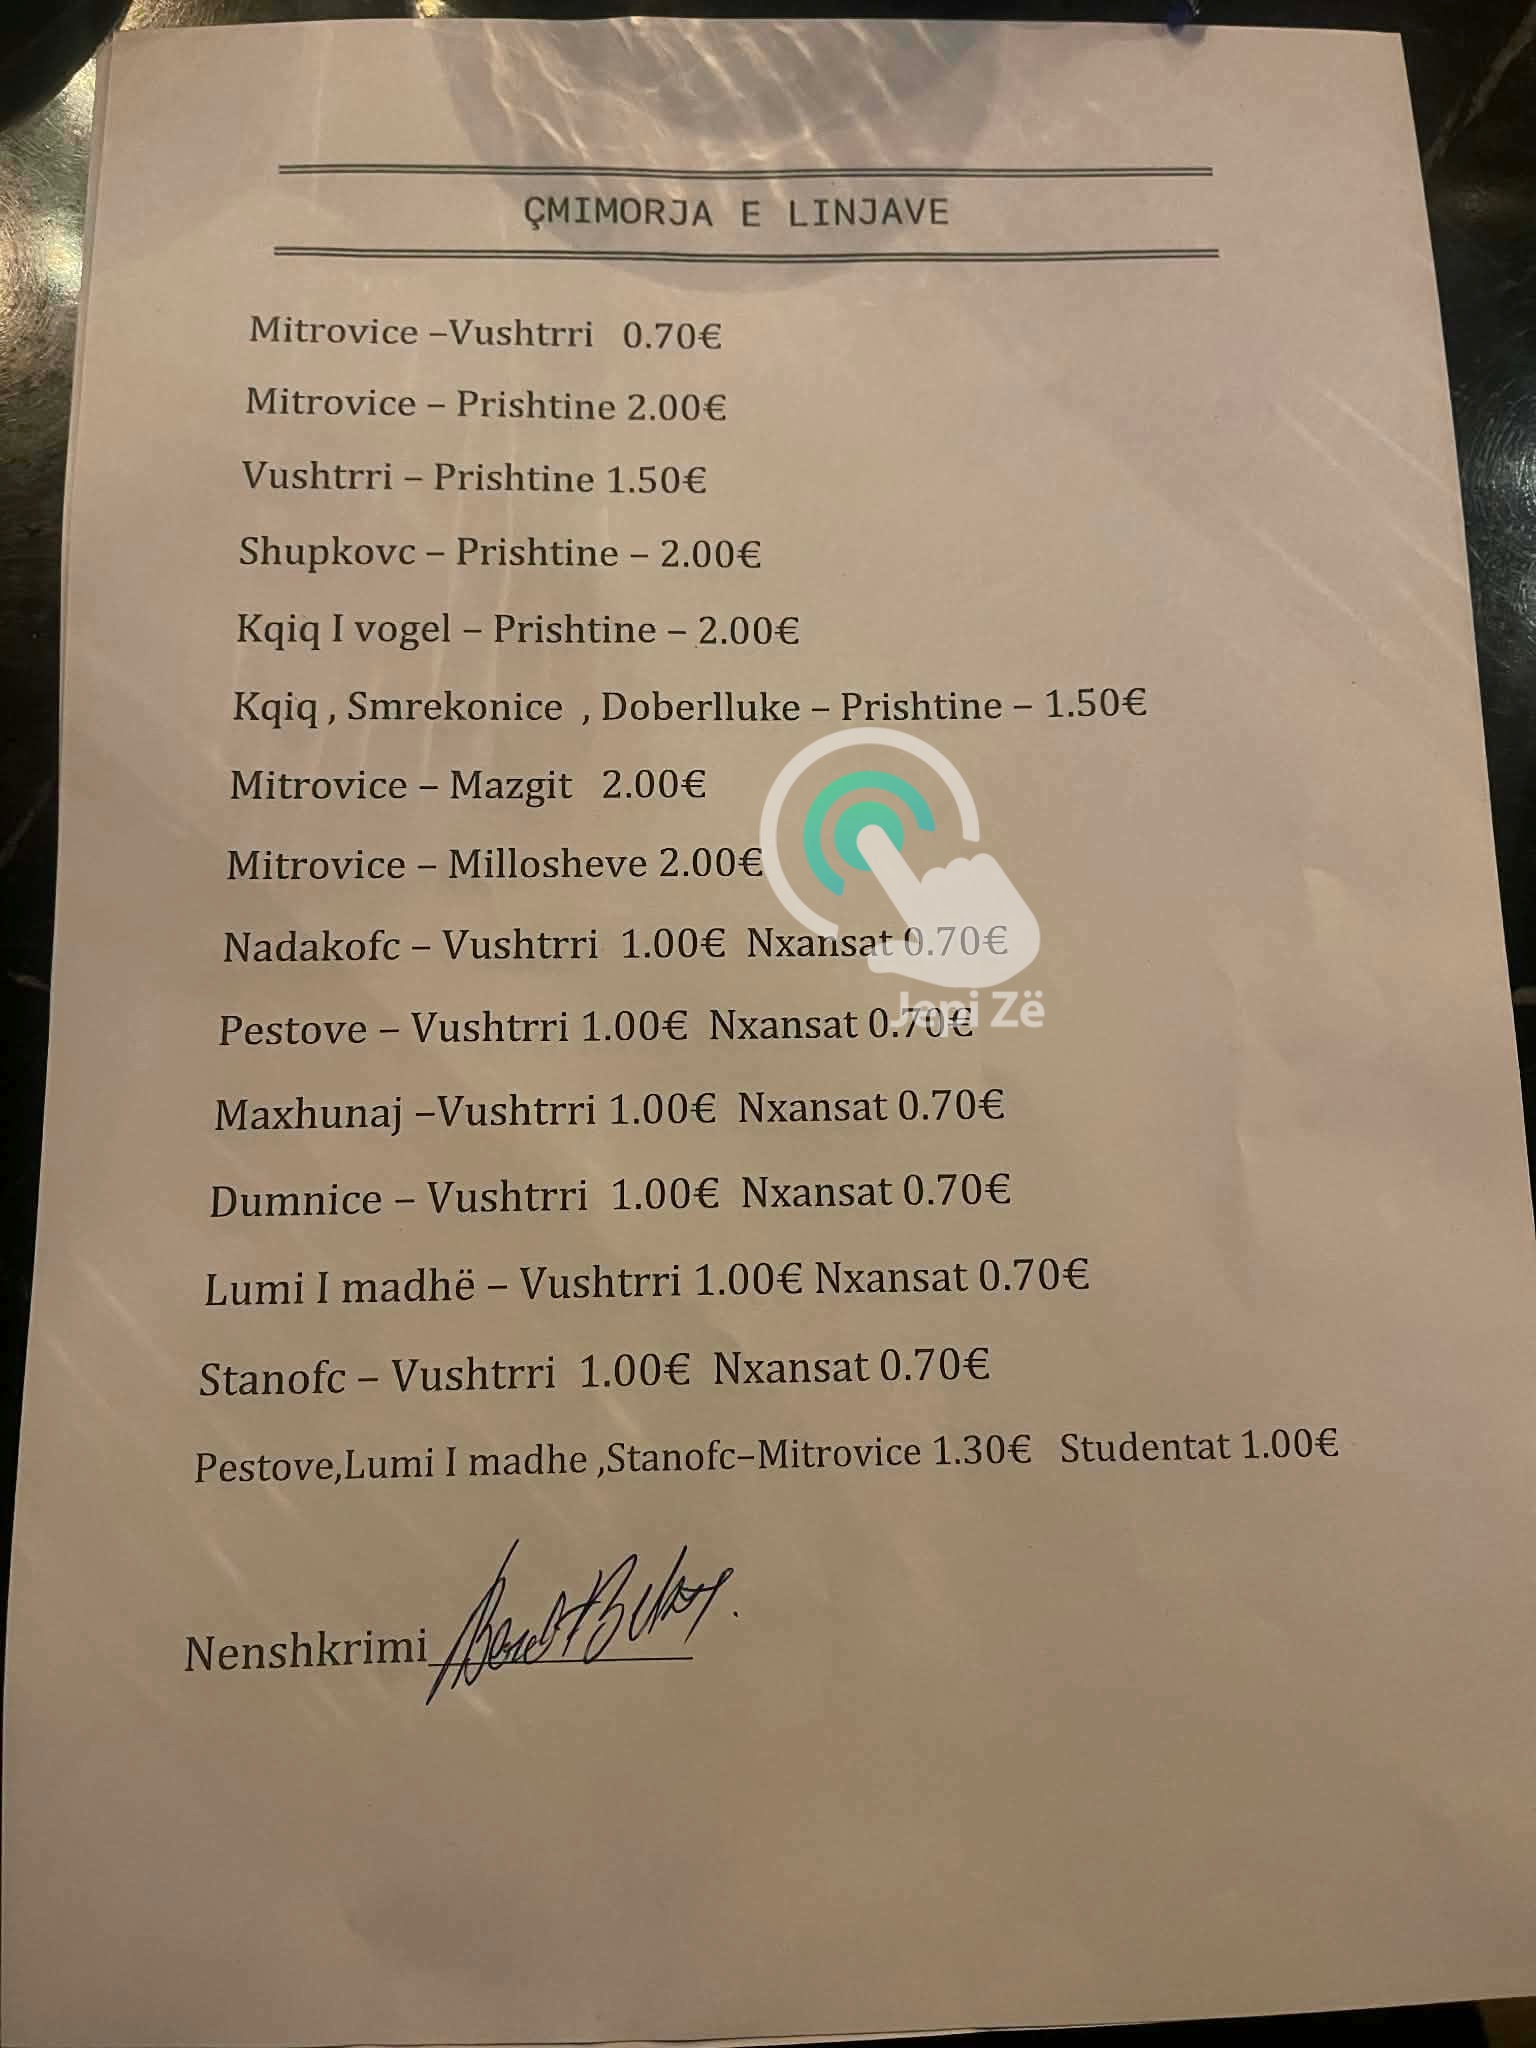 ÇMIMORJA E LINJAVE
Mitrovice –Vushtrri 0.70€
Mitrovice – Prishtine 2.00€
Vushtrri – Prishtine 1.50€
Shupkovc – Prishtine – 2.00€
Kqiq I vogel – Prishtine – 2.00€
Kqiq , Smrekonice , Doberlluke – Prishtine – 1.50€
Mitrovice – Mazgit 2.00€
Mitrovice – Millosheve 2.00€
Nadakofc – Vushtrri 1.00€ Nxansat 0.70€
Jepi Zë
Pestove – Vushtrri 1.00€ Nxansat 0.70€
Maxhunaj –Vushtrri 1.00€ Nxansat 0.70€
Dumnice – Vushtrri 1.00€ Nxansat 0.70€
Lumi I madhë – Vushtrri 1.00€ Nxansat 0.70€
Stanofc – Vushtrri 1.00€ Nxansat 0.70€
Pestove,Lumi I madhe ,Stanofc–Mitrovice 1.30€ Studentat 1.00€
Nenshkrimi